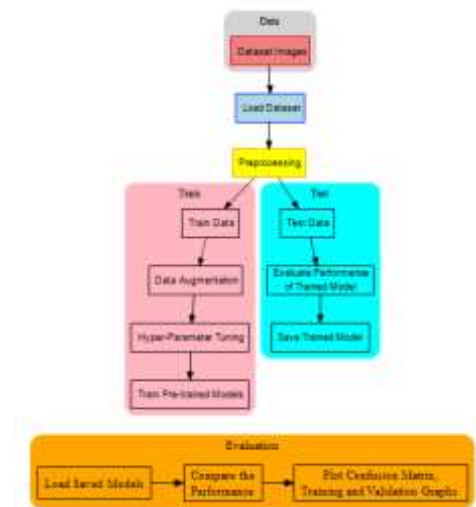 Data
Dataset Images
Load Dataset
Preprocessing
Train
Test
Train Data
Test Data
Data Augmentation
Evaluate Performance
of Trained Model
Hyper-Parameter Tuning
Save Trained Model
Train Pre-trained Models
Evaluation
Load Saved Models
Compare the
Performance
Plot Confusion Matrix,
Training and Validation Graphs